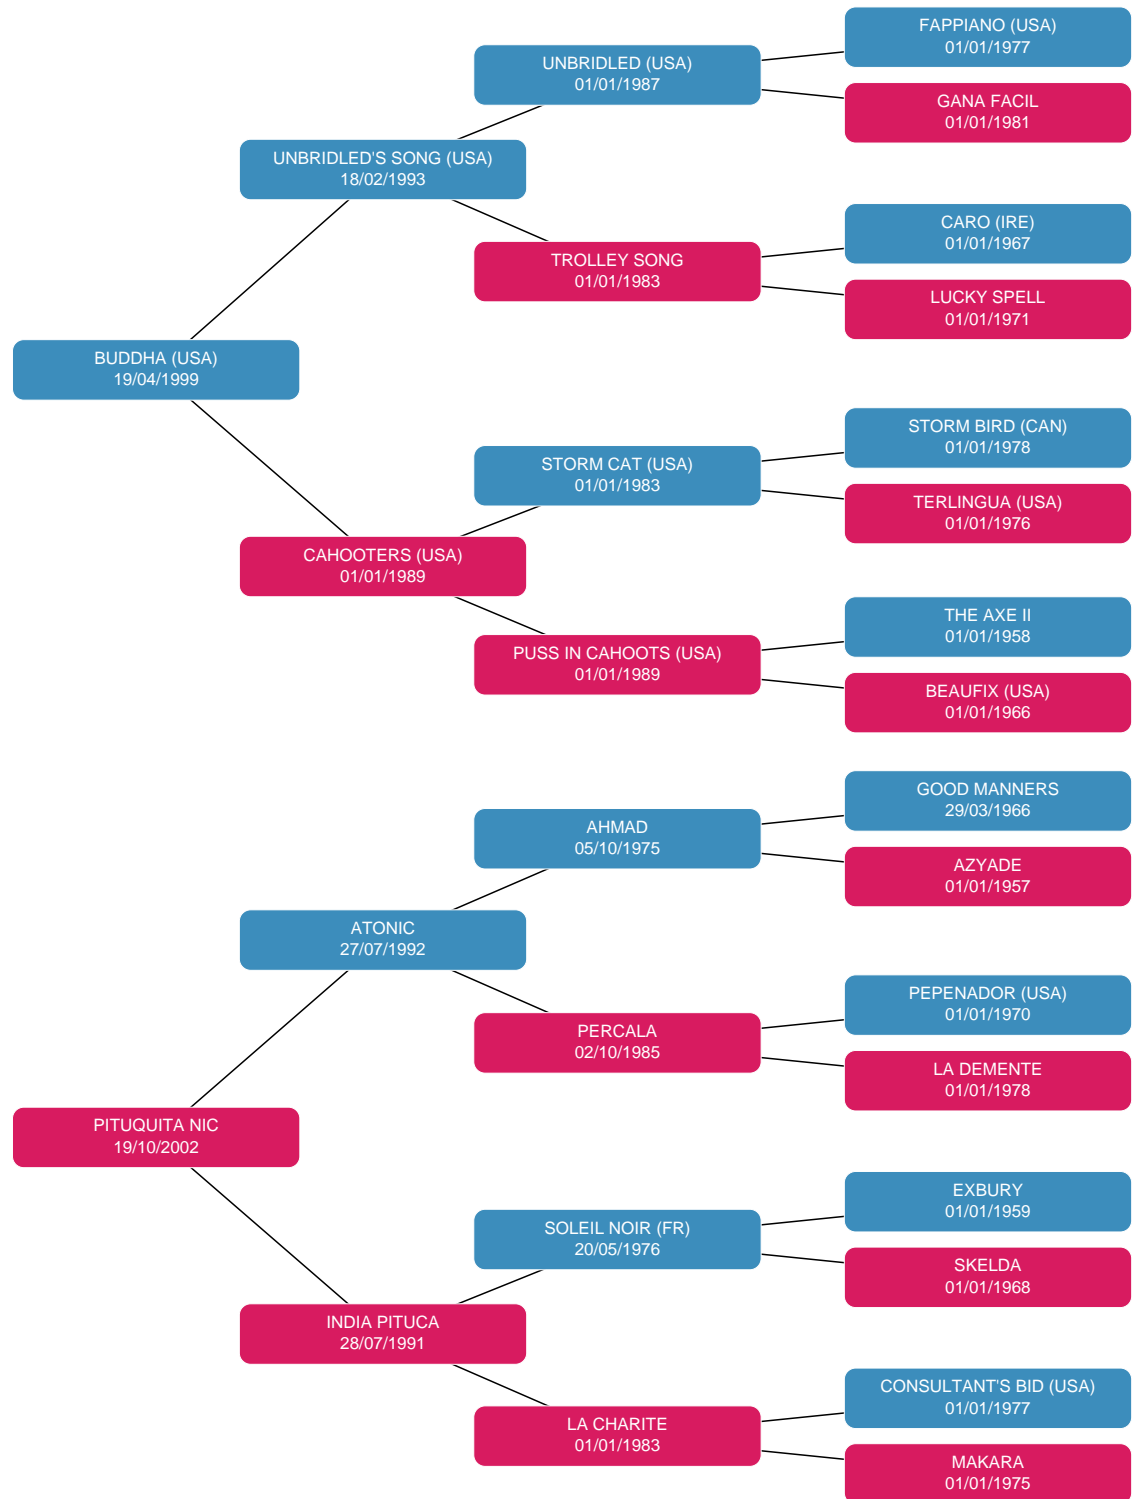 FAPPIANO (USA)
01/01/1977
UNBRIDLED (USA)
01/01/1987
GANA FACIL
01/01/1981
UNBRIDLED'S SONG (USA)
18/02/1993
CARO (IRE)
01/01/1967
TROLLEY SONG
01/01/1983
LUCKY SPELL
01/01/1971
BUDDHA (USA)
19/04/1999
STORM BIRD (CAN)
01/01/1978
STORM CAT (USA)
01/01/1983
TERLINGUA (USA)
01/01/1976
CAHOOTERS (USA)
01/01/1989
THE AXE II
01/01/1958
PUSS IN CAHOOTS (USA)
01/01/1989
BEAUFIX (USA)
01/01/1966
GOOD MANNERS
29/03/1966
AHMAD
05/10/1975
AZYADE
01/01/1957
ATONIC
27/07/1992
PEPENADOR (USA)
01/01/1970
PERCALA
02/10/1985
LA DEMENTE
01/01/1978
PITUQUITA NIC
19/10/2002
EXBURY
01/01/1959
SOLEIL NOIR (FR)
20/05/1976
SKELDA
01/01/1968
INDIA PITUCA
28/07/1991
CONSULTANT'S BID (USA)
01/01/1977
LA CHARITE
01/01/1983
MAKARA
01/01/1975